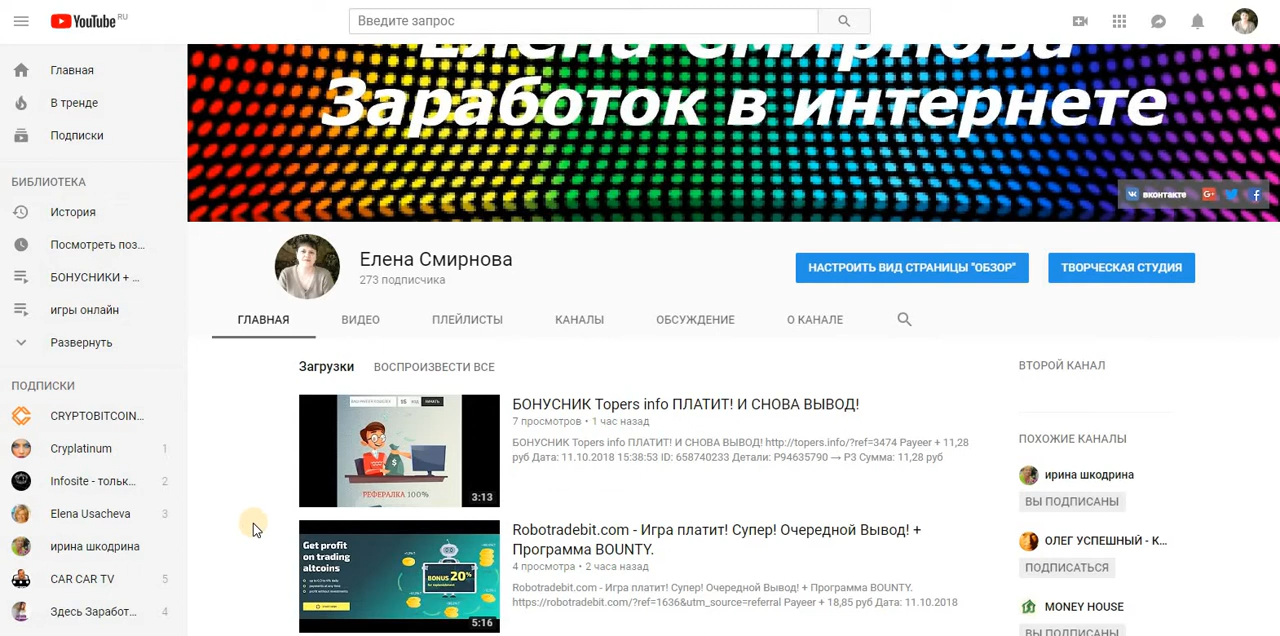 YouTube RU
Введите запрос
Главная
В тренде
Подписки
БИБЛИОТЕКА
История
Посмотреть поз...
БОНУСНИКИ + ...
игры онлайн
Развернуть
ПОДПИСКИ
CRYPTOBITCOIN...
Cryplatinum 1
Infosite - тольк... 2
Elena Usacheva 3
ирина шкодрина
CAR CAR TV 5
Здесь Заработ... 4
Елена Смирнова
Заработок в интернете
вконтакте
Елена Смирнова
273 подписчика
НАСТРОИТЬ ВИД СТРАНИЦЫ "ОБЗОР"
ТВОРЧЕСКАЯ СТУДИЯ
ГЛАВНАЯ ВИДЕО ПЛЕЙЛИСТЫ КАНАЛЫ ОБСУЖДЕНИЕ О КАНАЛЕ
Загрузки ВОСПРОИЗВЕСТИ ВСЕ
15
РЕФЕРАЛКА 100%
3:13
БОНУСНИК Topers info ПЛАТИТ! И СНОВА ВЫВОД!
7 просмотров • 1 час назад
БОНУСНИК Topers info ПЛАТИТ! И СНОВА ВЫВОД! http://topers.info/?ref=3474 Payeer + 11,28
руб Дата: 11.10.2018 15:38:53 ID: 658740233 Детали: P94635790 → P3 Сумма: 11,28 руб
Get profit
on trading
altcoins
BONUS 20%
5:16
Robotradebit.com - Игра платит! Супер! Очередной Вывод! +
Программа BOUNTY.
4 просмотра • 2 часа назад
Robotradebit.com - Игра платит! Супер! Очередной Вывод! + Программа BOUNTY.
https://robotradebit.com/?ref=1636&utm_source=referral Payeer + 18,85 руб Дата: 11.10.2018
ВТОРОЙ КАНАЛ
ПОХОЖИЕ КАНАЛЫ
ирина шкодрина
ВЫ ПОДПИСАНЫ
ОЛЕГ УСПЕШНЫЙ - К...
ПОДПИСАТЬСЯ
MONEY HOUSE
ВЫ ПОДПИСАНЫ